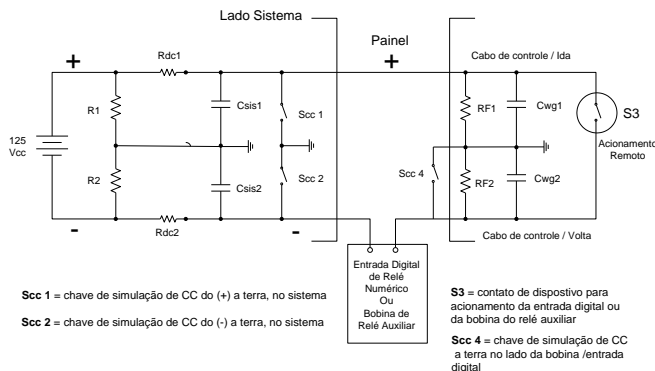 Lado Sistema
Painel
+
Cabo de controle / Ida
+
Rdc1
R1
Csis1
Scc 1
RF1
Cwg1
S3
Acionamento
Remoto
125
Vcc
R2
Csis2
Scc 2
Scc 4
RF2
Cwg2
-
Rdc2
-
Cabo de controle / Volta
Entrada Digital
de Relé
Numérico
Ou
Bobina de
Relé Auxiliar
Scc 1 = chave de simulação de CC do (+) a terra, no sistema
Scc 2 = chave de simulação de CC do (-) a terra, no sistema
S3 = contato de dispostivo para
acionamento da entrada digital ou
da bobina do relé auxiliar
Scc 4 = chave de simulação de CC
a terra no lado da bobina /entrada
digital